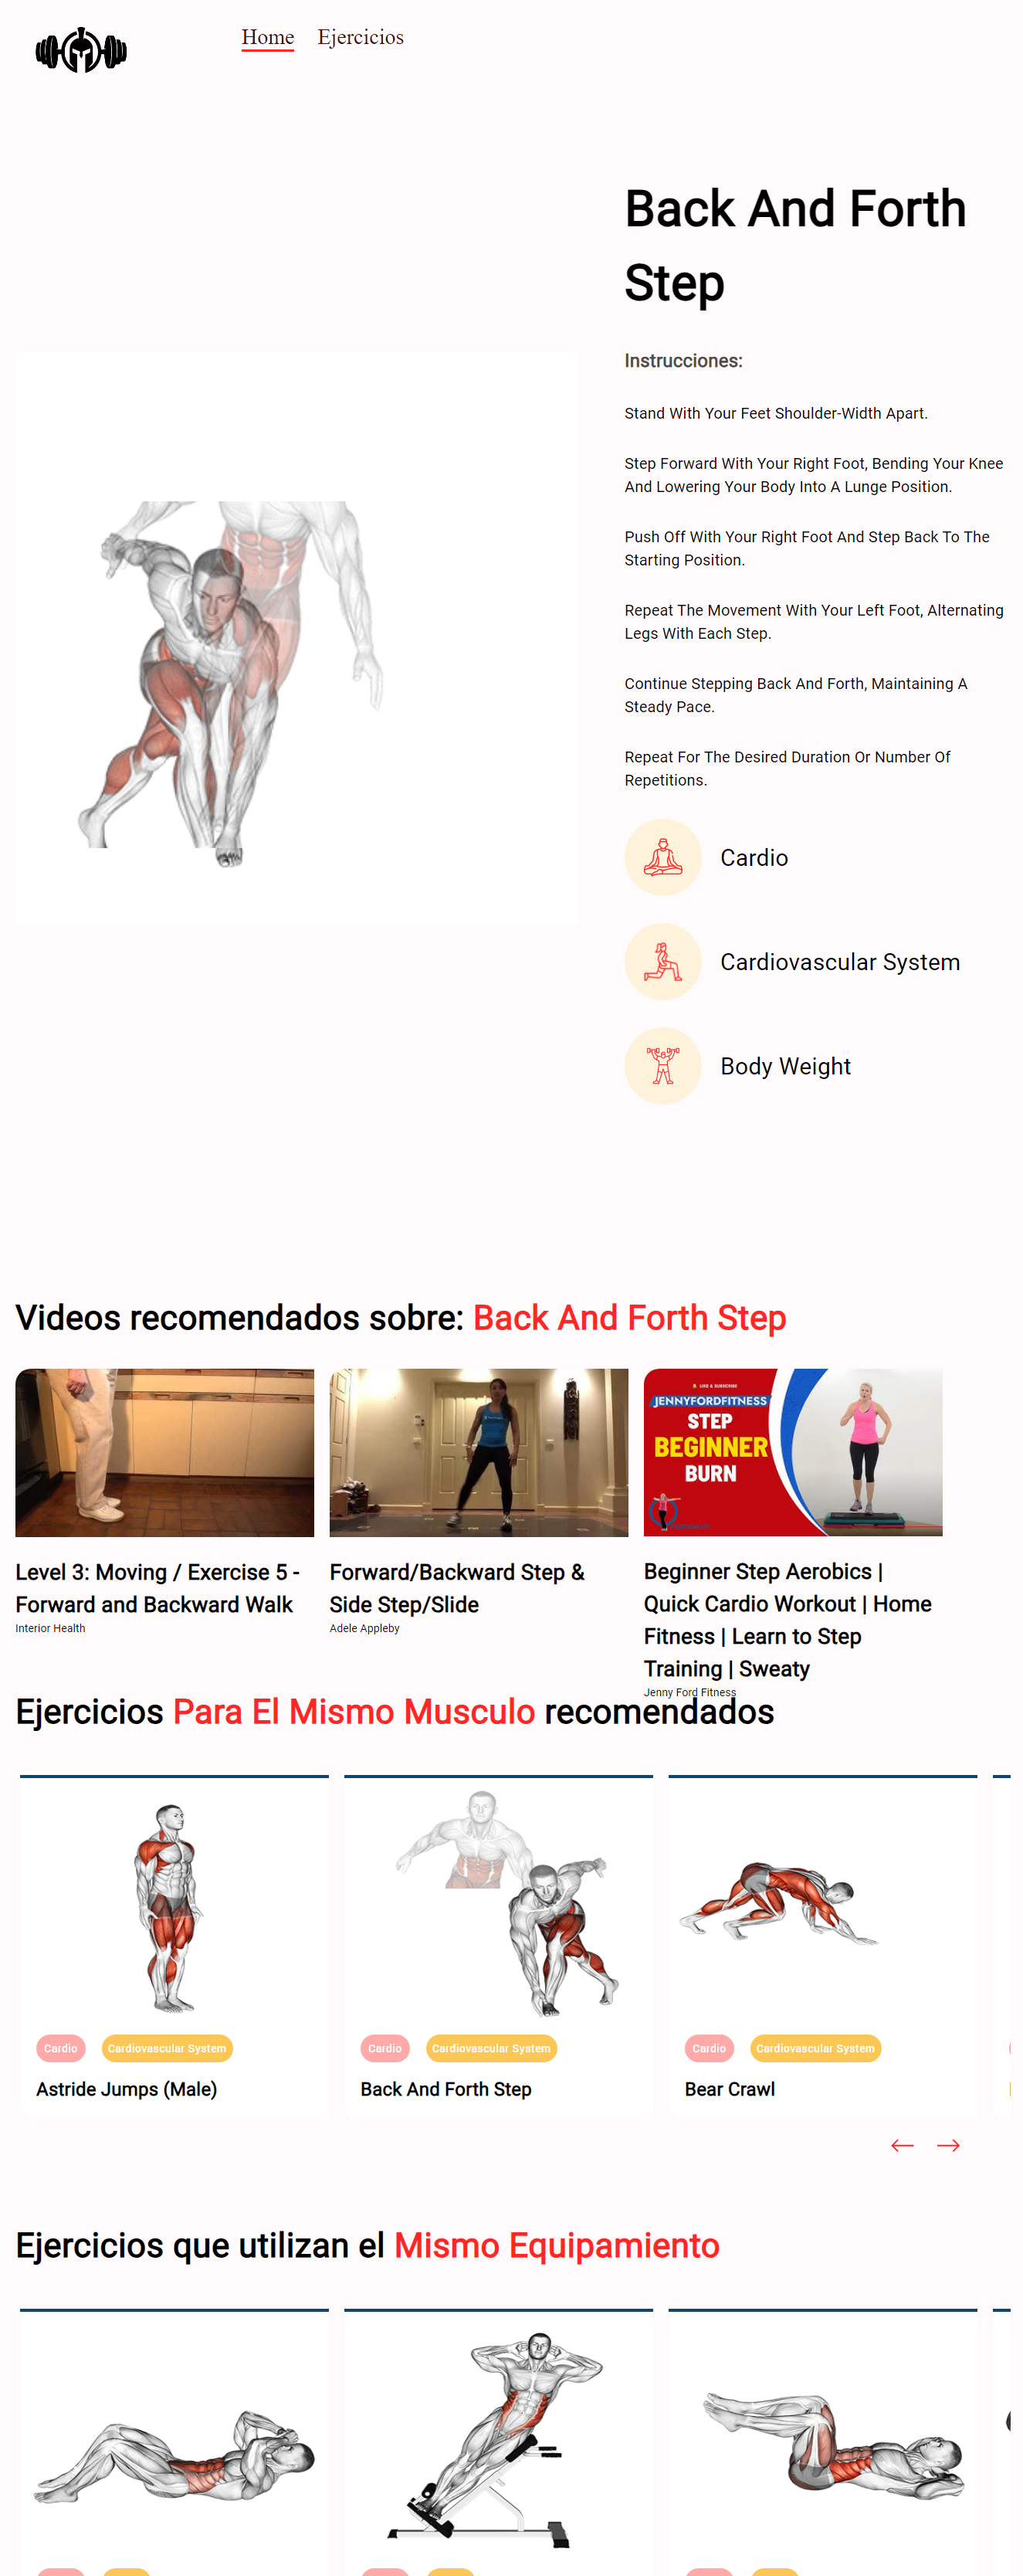 Home Ejercicios
Back And Forth
Step
Instrucciones:
Stand With Your Feet Shoulder-Width Apart.
Step Forward With Your Right Foot, Bending Your Knee
And Lowering Your Body Into A Lunge Position.
Push Off With Your Right Foot And Step Back To The
Starting Position.
Repeat The Movement With Your Left Foot, Alternating
Legs With Each Step.
Continue Stepping Back And Forth, Maintaining A
Steady Pace.
Repeat For The Desired Duration Or Number Of
Repetitions.
Cardio
Cardiovascular System
Body Weight
Videos recomendados sobre: Back And Forth Step
LIKE & SUBSCRIBE
JENNYFORDFITNESS
STEP
BEGINNER
BURN
Level 3: Moving / Exercise 5 -
Forward and Backward Walk
Interior Health
Forward/Backward Step &
Side Step/Slide
Adele Appleby
Beginner Step Aerobics |
Quick Cardio Workout | Home
Fitness | Learn to Step
Training | Sweaty
Jenny Ford Fitness
Ejercicios Para El Mismo Musculo recomendados
Cardio Cardiovascular System
Astride Jumps (Male)
Cardio Cardiovascular System
Back And Forth Step
Cardio Cardiovascular System
Bear Crawl
Ejercicios que utilizan el Mismo Equipamiento